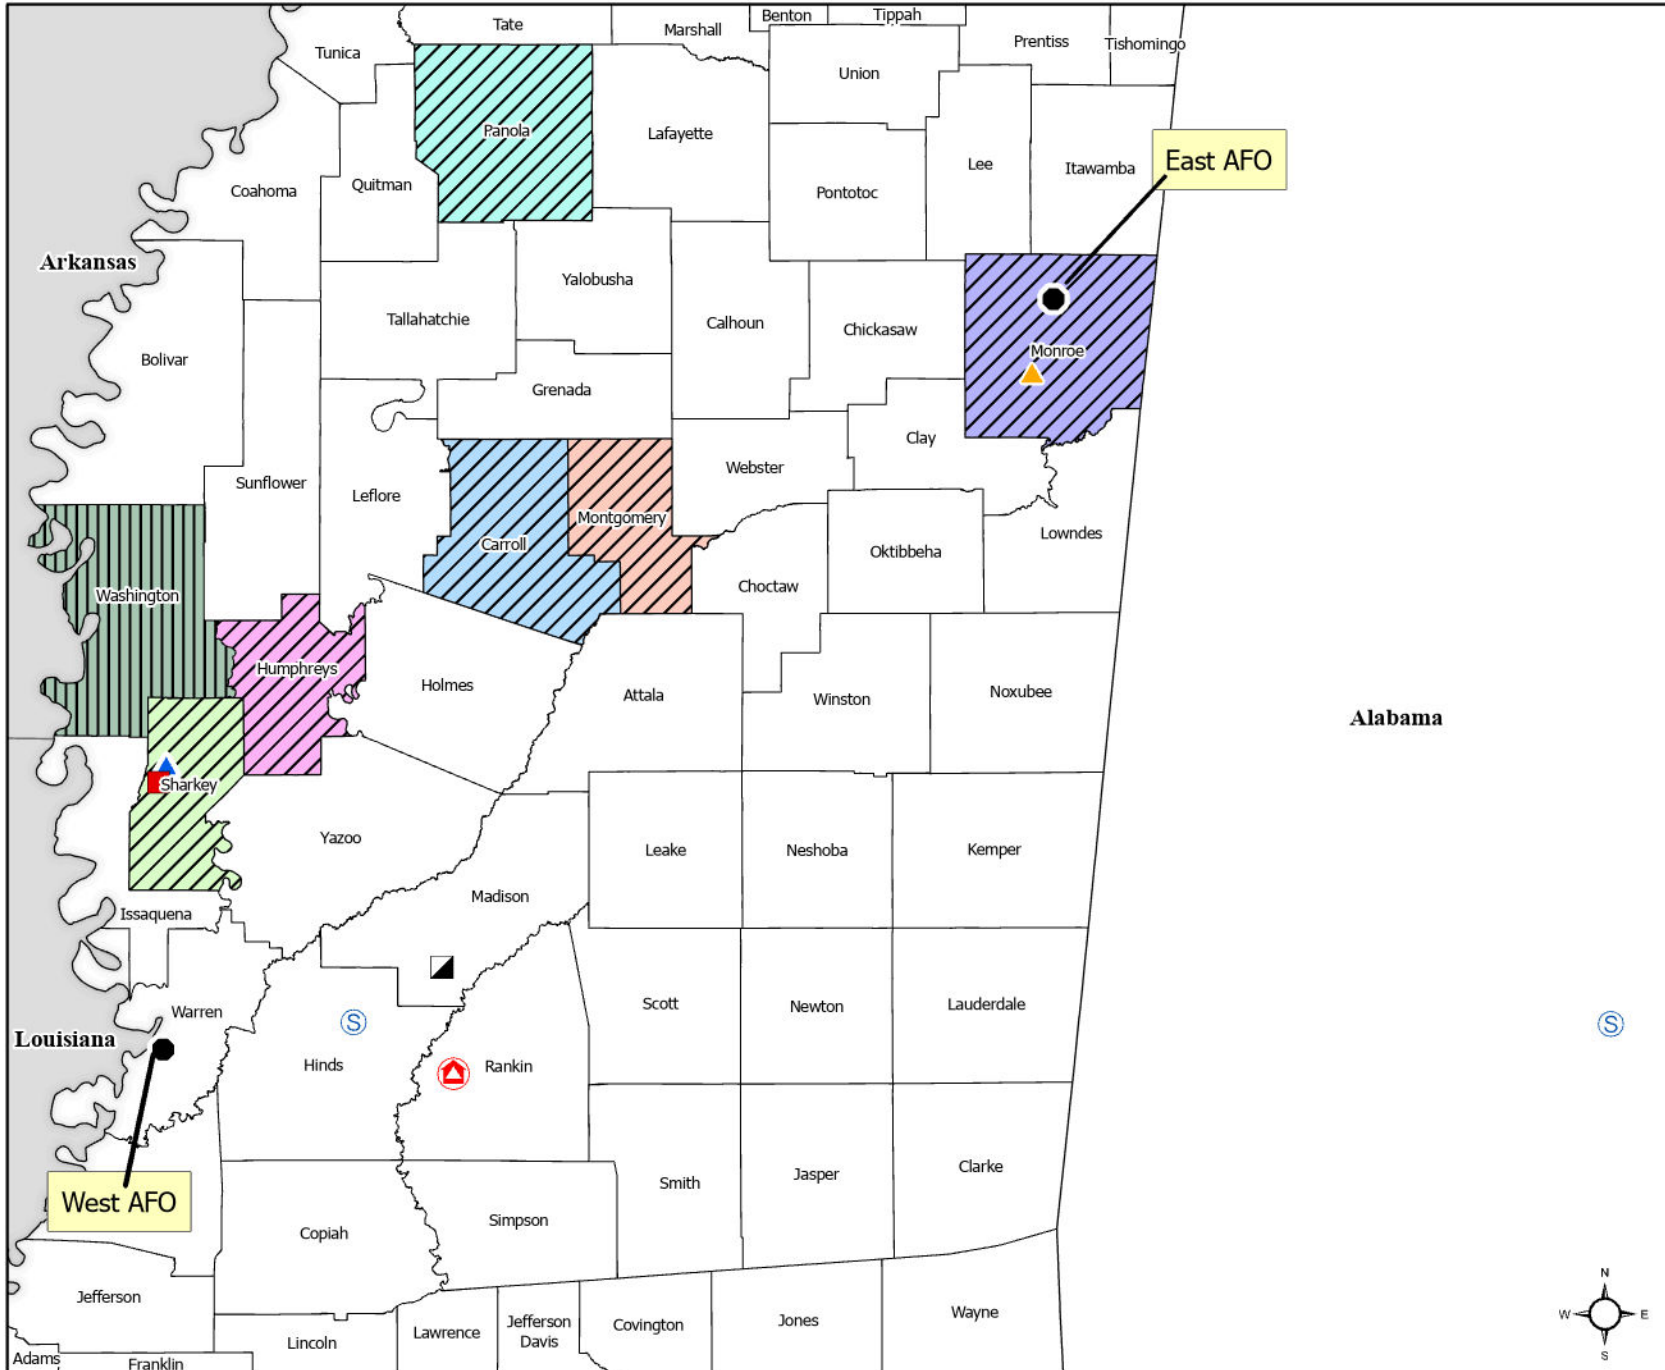 Tate
Benton
Tippah
Marshall
Tunica
Prentiss
Tishomingo
Union
Panola
Lafayette
East AFO
Lee
Itawamba
Coahoma
Quitman
Pontotoc
Arkansas
Yalobusha
Tallahatchie
Calhoun
Chickasaw
Monroe
Bolivar
Grenada
Clay
Webster
Sunflower
Leflore
Montgomery
Carroll
Lowndes
Oktibbeha
Choctaw
Washington
Humphreys
Holmes
Attala
Winston
Noxubee
Alabama
Sharkey
Yazoo
Leake
Neshoba
Kemper
Madison
Issaquena
Warren
Scott
Newton
Lauderdale
S
S
Louisiana
Hinds
Rankin
Clarke
Jasper
Smith
West AFO
Copiah
Simpson
N
W
E
S
Jefferson
Wayne
Jones
Jefferson
Davis
Covington
Lawrence
Lincoln
Adams
Franklin